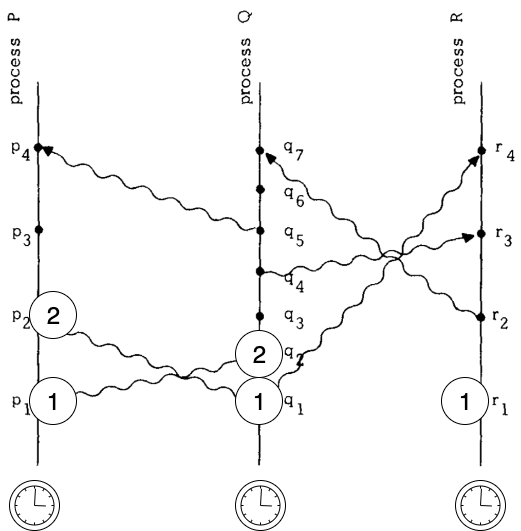 process P
process Q
process R
p4
q7
r4
q6
p3
q5
r3
q4
p2
2
q3
r2
2
q2
p1
1
1
q1
1
r1